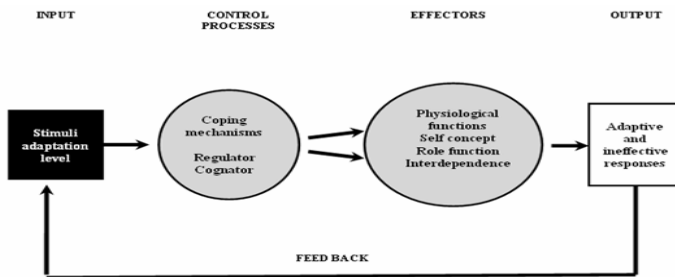 INPUT
CONTROL
PROCESSES
EFFECTORS
OUTPUT
Stimuli
adaptation
level
Coping
mechanisms
Regulator
Cognator
Physiological
functions
Self concept
Role function
Interdependence
Adaptive
and
ineffective
responses
FEED BACK